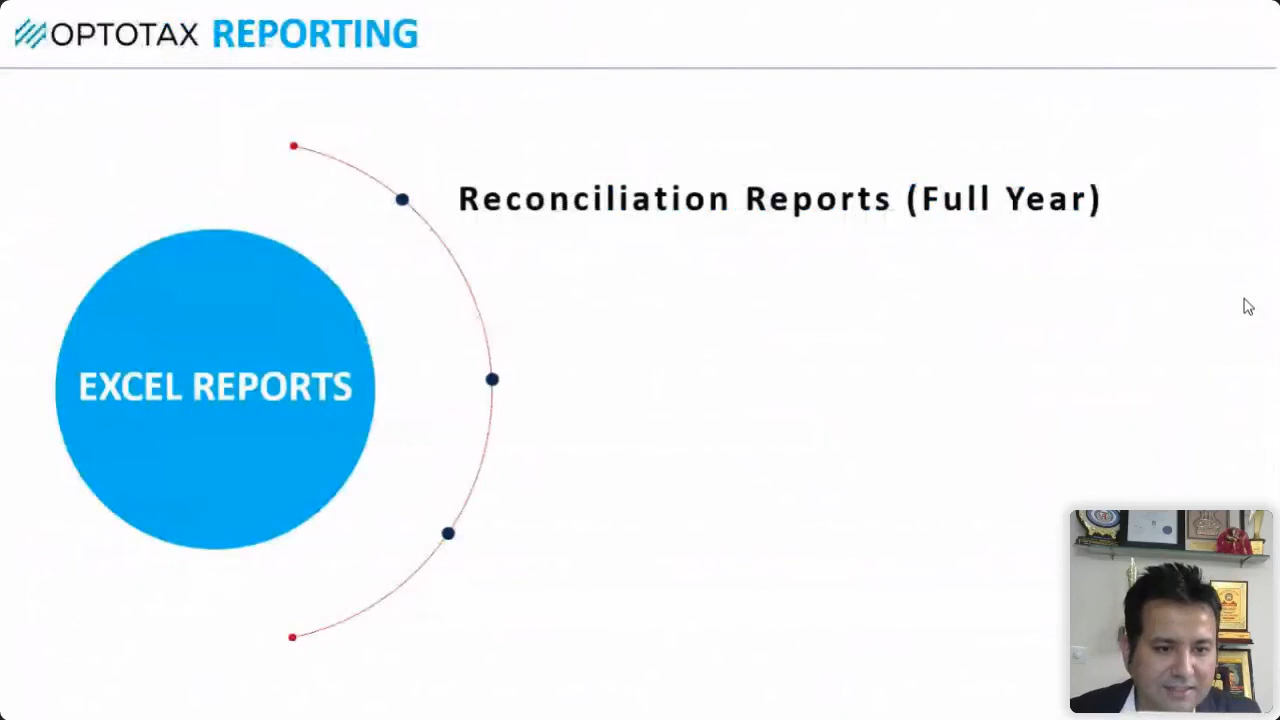 OPTOTAX REPORTING
Reconciliation Reports (Full Year)
EXCEL REPORTS